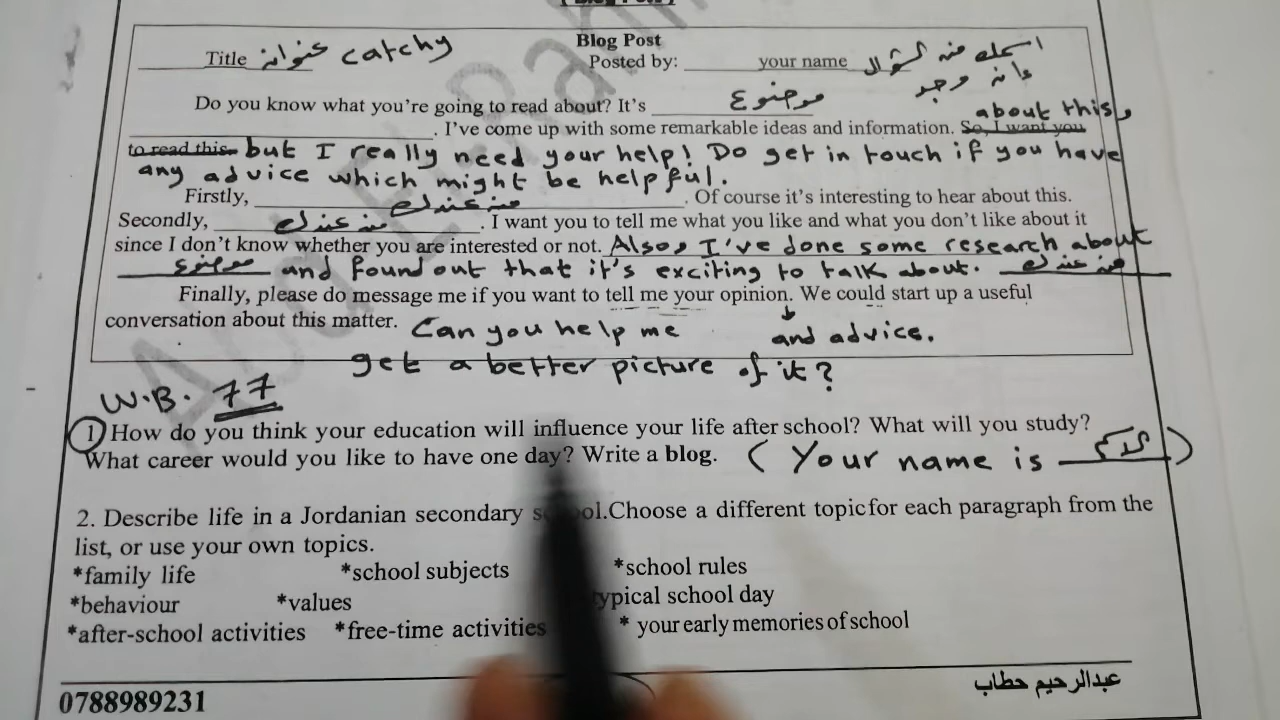 Blog Post
Title عنوانه catchy Posted by: your name اسمك من السؤال
وانه وجد
Do you know what you're going to read about? It's موضوع about this,
. I've come up with some remarkable ideas and information. So, I want you
to read this. but I really need your help! Do get in touch if you have
any advice which might be helpful.
Firstly, من عندك . Of course it's interesting to hear about this.
Secondly, من عندك . I want you to tell me what you like and what you don't like about it
since I don't know whether you are interested or not. Also, I've done some research about
موضوع and found out that it's exciting to talk about. من عندك
Finally, please do message me if you want to tell me your opinion. We could start up a useful
conversation about this matter. Can you help me and advice.
get a better picture of it?
W.B. 77
1) How do you think your education will influence your life after school? What will you study?
What career would you like to have one day? Write a blog. (Your name is )
2. Describe life in a Jordanian secondary school.Choose a different topic for each paragraph from the
list, or use your own topics.
*family life *school subjects *school rules
*behaviour *values typical school day
*after-school activities *free-time activities * your early memories of school
0788989231 عبدالرحيم حطاب